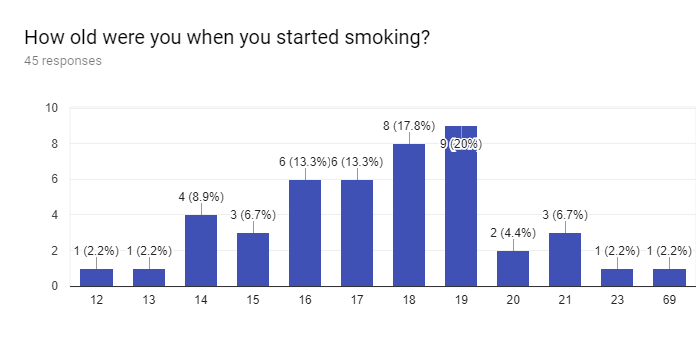 How old were you when you started smoking?
45 responses
10
8
6
4
2
0
1 (2.2%) 1 (2.2%) 4 (8.9%) 3 (6.7%) 6 (13.3%) 6 (13.3%) 8 (17.8%) 9 (20%) 2 (4.4%) 3 (6.7%) 1 (2.2%) 1 (2.2%)
12 13 14 15 16 17 18 19 20 21 23 69